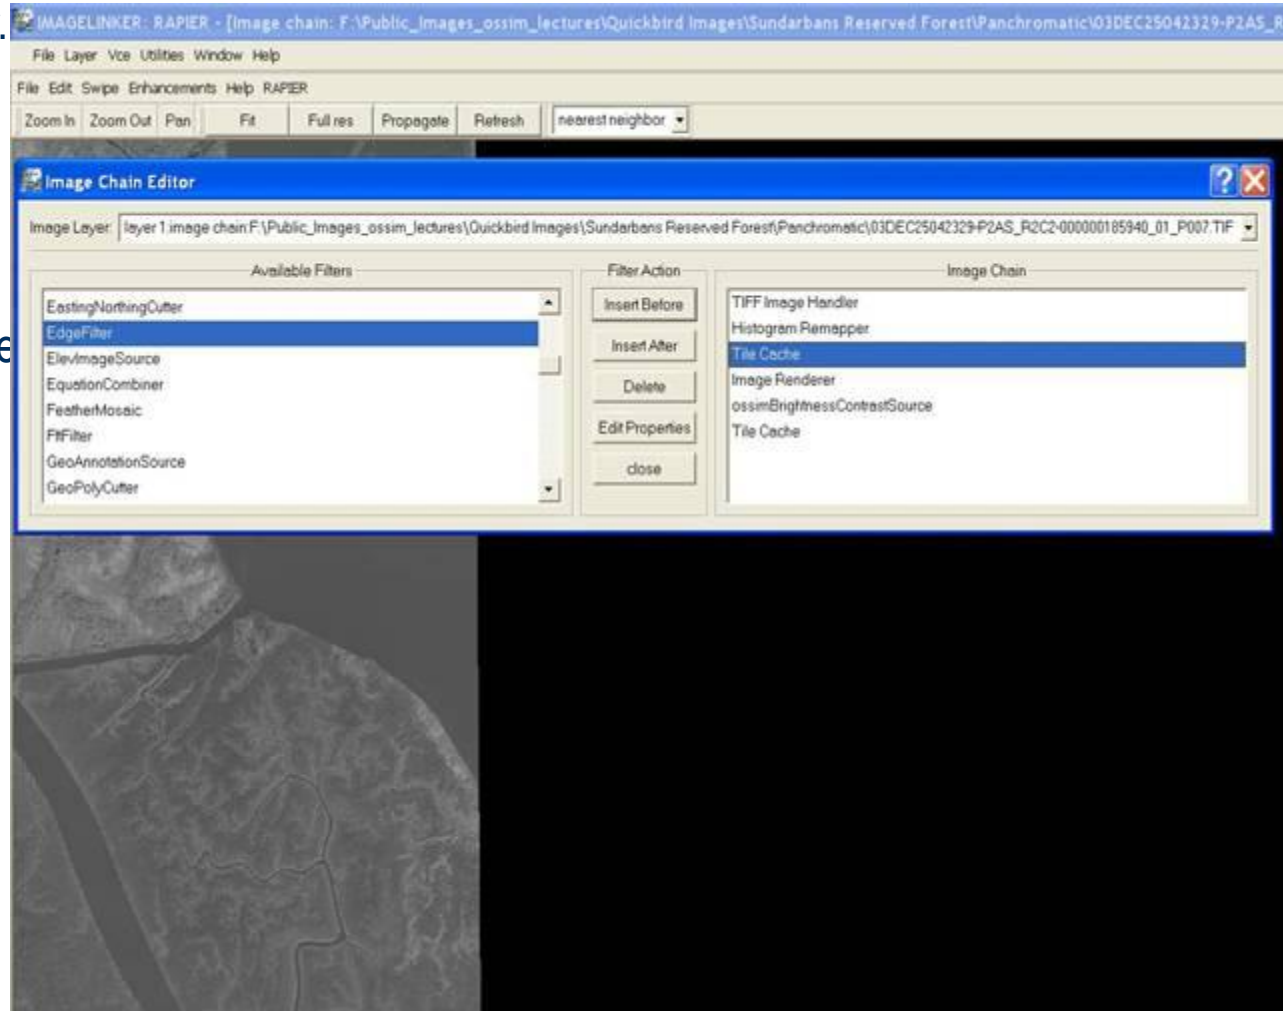 .
IMAGELINKER: RAPIER - [Image chain: F:\Public_Images_ossim_lectures\Quickbird Images\Sundarbans Reserved Forest\Panchromatic\03DEC25042329-P2AS_R
File Layer Vce Utilities Window Help
File Edit Swipe Enhancements Help RAPIER
Zoom In Zoom Out Pan Fit Full res Propagate Refresh nearest neighbor
Image Chain Editor
Image Layer: layer 1 image chain:F:\Public_Images_ossim_lectures\Quickbird Images\Sundarbans Reserved Forest\Panchromatic\03DEC25042329-P2AS_R2C2-000000185940_01_P007.TIF
Available Filters
EastingNorthingCutter
EdgeFilter
ElevImageSource
EquationCombiner
FeatherMosaic
FftFilter
GeoAnnotationSource
GeoPolyCutter
Filter Action
Insert Before
Insert After
Delete
Edit Properties
close
Image Chain
TIFF Image Handler
Histogram Remapper
Tile Cache
Image Renderer
ossimBrightnessContrastSource
Tile Cache
e